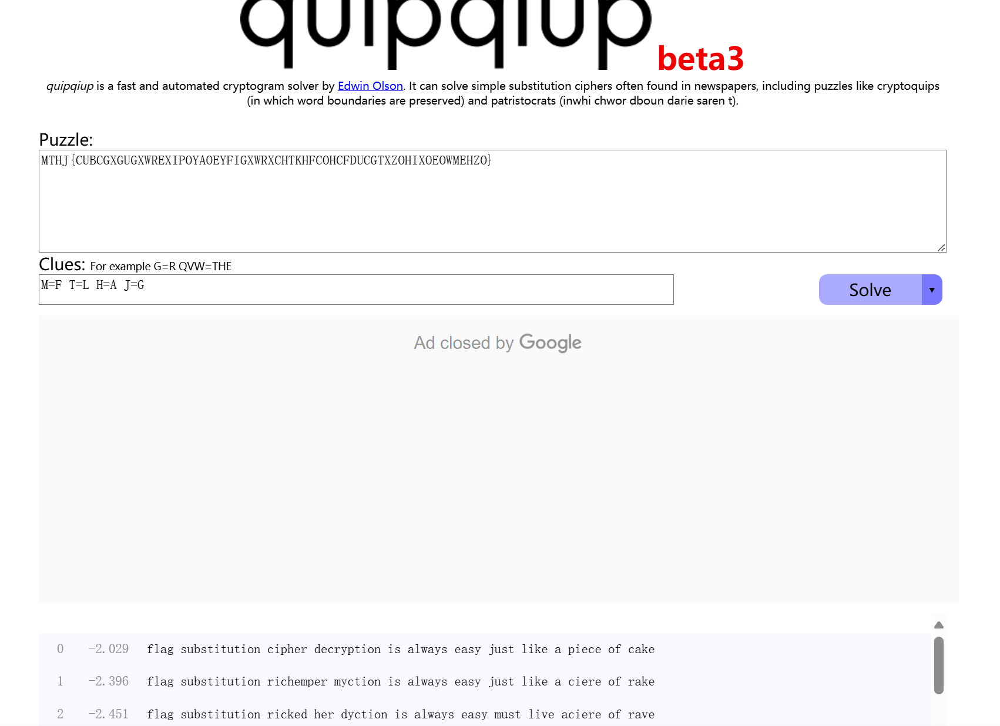 quipqiup beta3
quipqiup is a fast and automated cryptogram solver by Edwin Olson. It can solve simple substitution ciphers often found in newspapers, including puzzles like cryptoquips
(in which word boundaries are preserved) and patristocrats (inwhi chwor dboun darie saren t).
Puzzle:
MTHJ{CUBCGXGUGXWREXIPOYAOEYFIGXWRXCHTKHFCOHCFDUCGTXZOHIXOEOWMEHZO}
Clues: For example G=R QVW=THE
M=F T=L H=A J=G
Solve ▼
Ad closed by Google
0 -2.029 flag substitution cipher decryption is always easy just like a piece of cake
1 -2.396 flag substitution richemper myction is always easy just like a ciere of rake
2 -2.451 flag substitution ricked her dyction is always easy must live aciere of rave